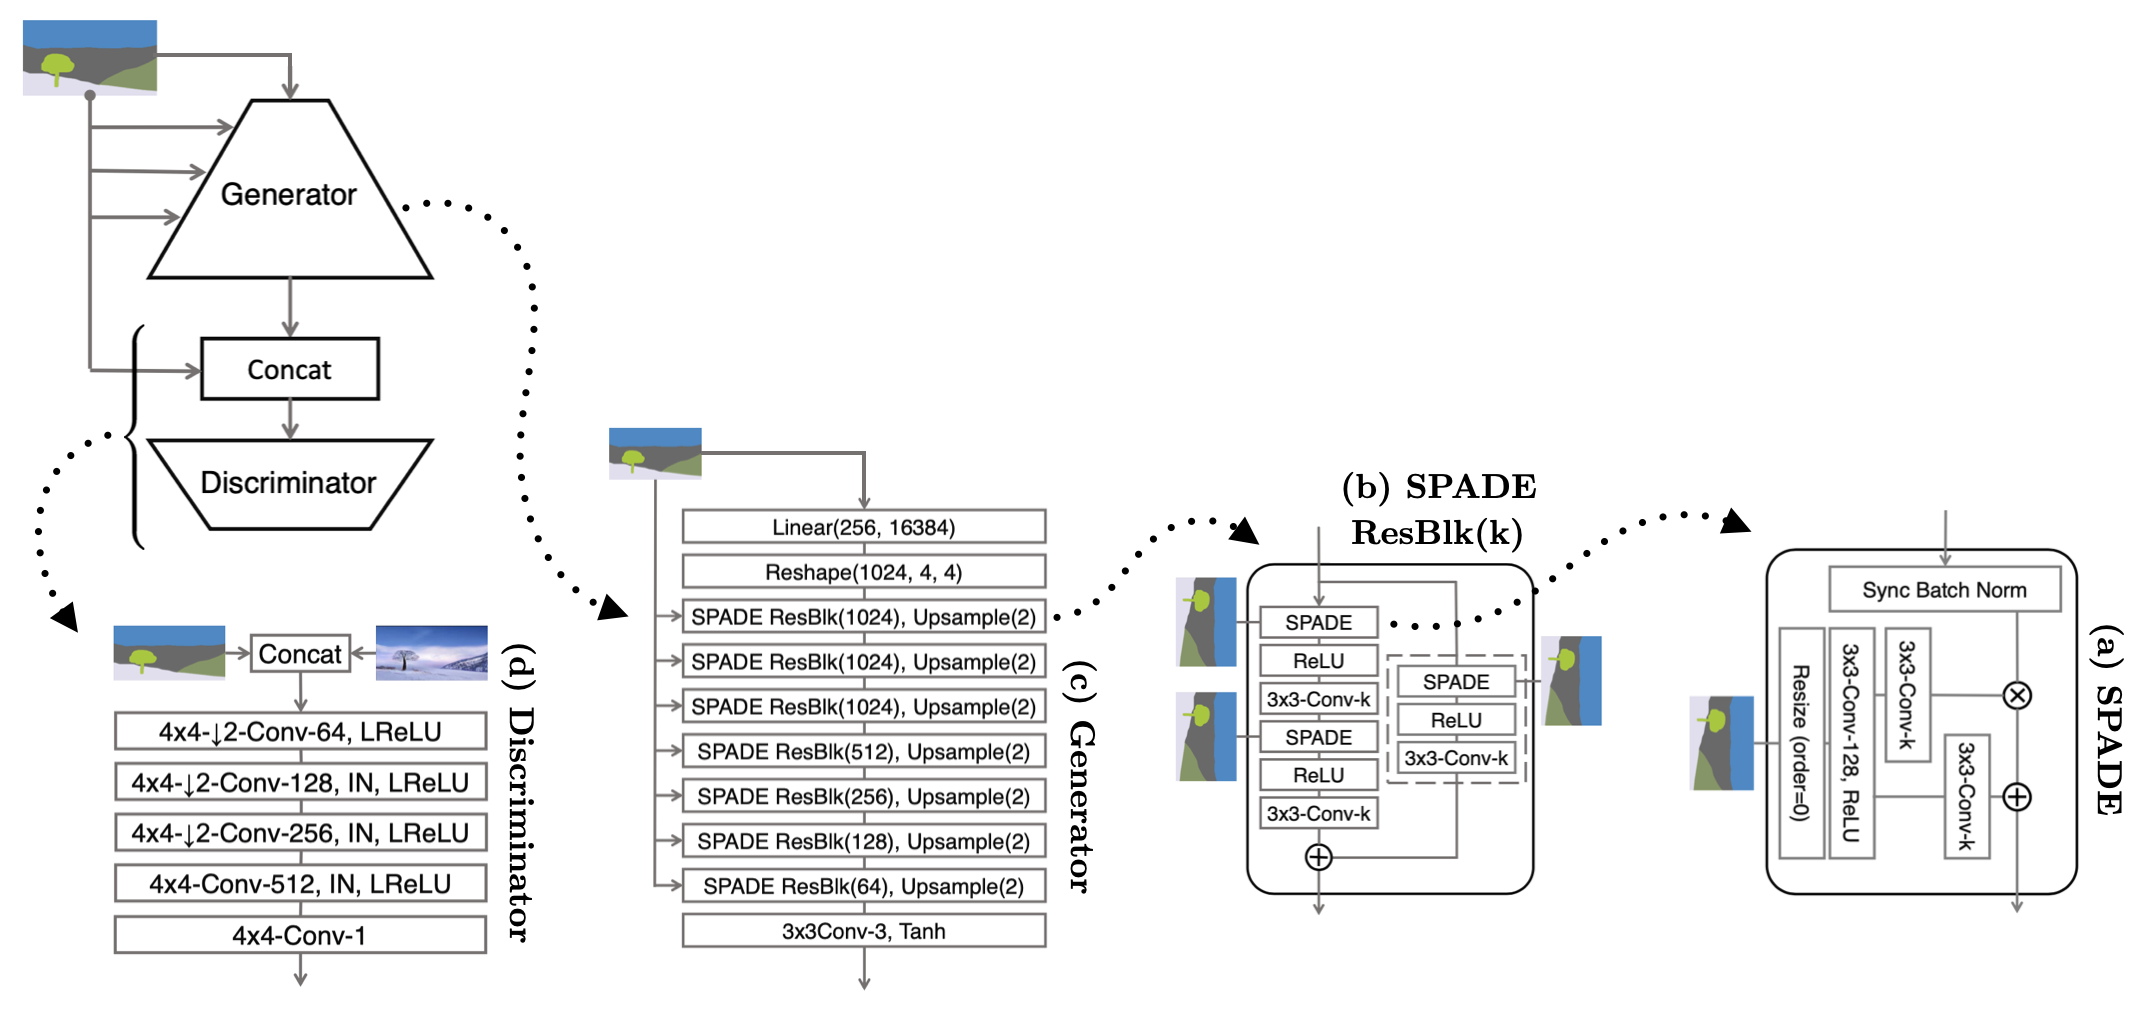 Generator
Concat
Discriminator
Concat
4x4-↓2-Conv-64, LReLU
4x4-↓2-Conv-128, IN, LReLU
4x4-↓2-Conv-256, IN, LReLU
4x4-Conv-512, IN, LReLU
4x4-Conv-1
(d) Discriminator
Linear(256, 16384)
Reshape(1024, 4, 4)
SPADE ResBlk(1024), Upsample(2)
SPADE ResBlk(1024), Upsample(2)
SPADE ResBlk(1024), Upsample(2)
SPADE ResBlk(512), Upsample(2)
SPADE ResBlk(256), Upsample(2)
SPADE ResBlk(128), Upsample(2)
SPADE ResBlk(64), Upsample(2)
3x3Conv-3, Tanh
(c) Generator
(b) SPADE
ResBlk(k)
SPADE
ReLU
3x3-Conv-k
SPADE
ReLU
3x3-Conv-k
SPADE
ReLU
3x3-Conv-k
Sync Batch Norm
Resize (order=0)
3x3-Conv-128, ReLU
3x3-Conv-k
3x3-Conv-k
(a) SPADE